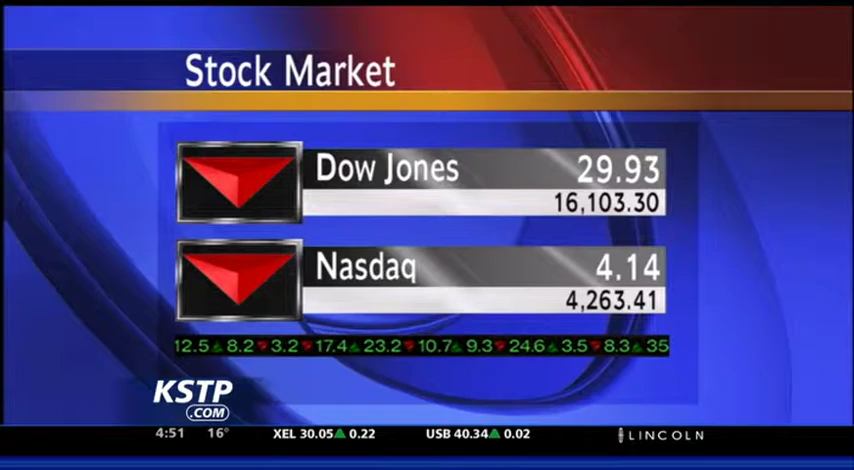 Stock Market
Dow Jones 29.93
16,103.30
Nasdaq 4.14
4,263.41
12.5 8.2 3.2 17.4 23.2 10.7 9.3 24.6 3.5 8.3 35
KSTP
.COM
4:51 16° XEL 30.05 0.22 USB 40.34 0.02 LINCOLN